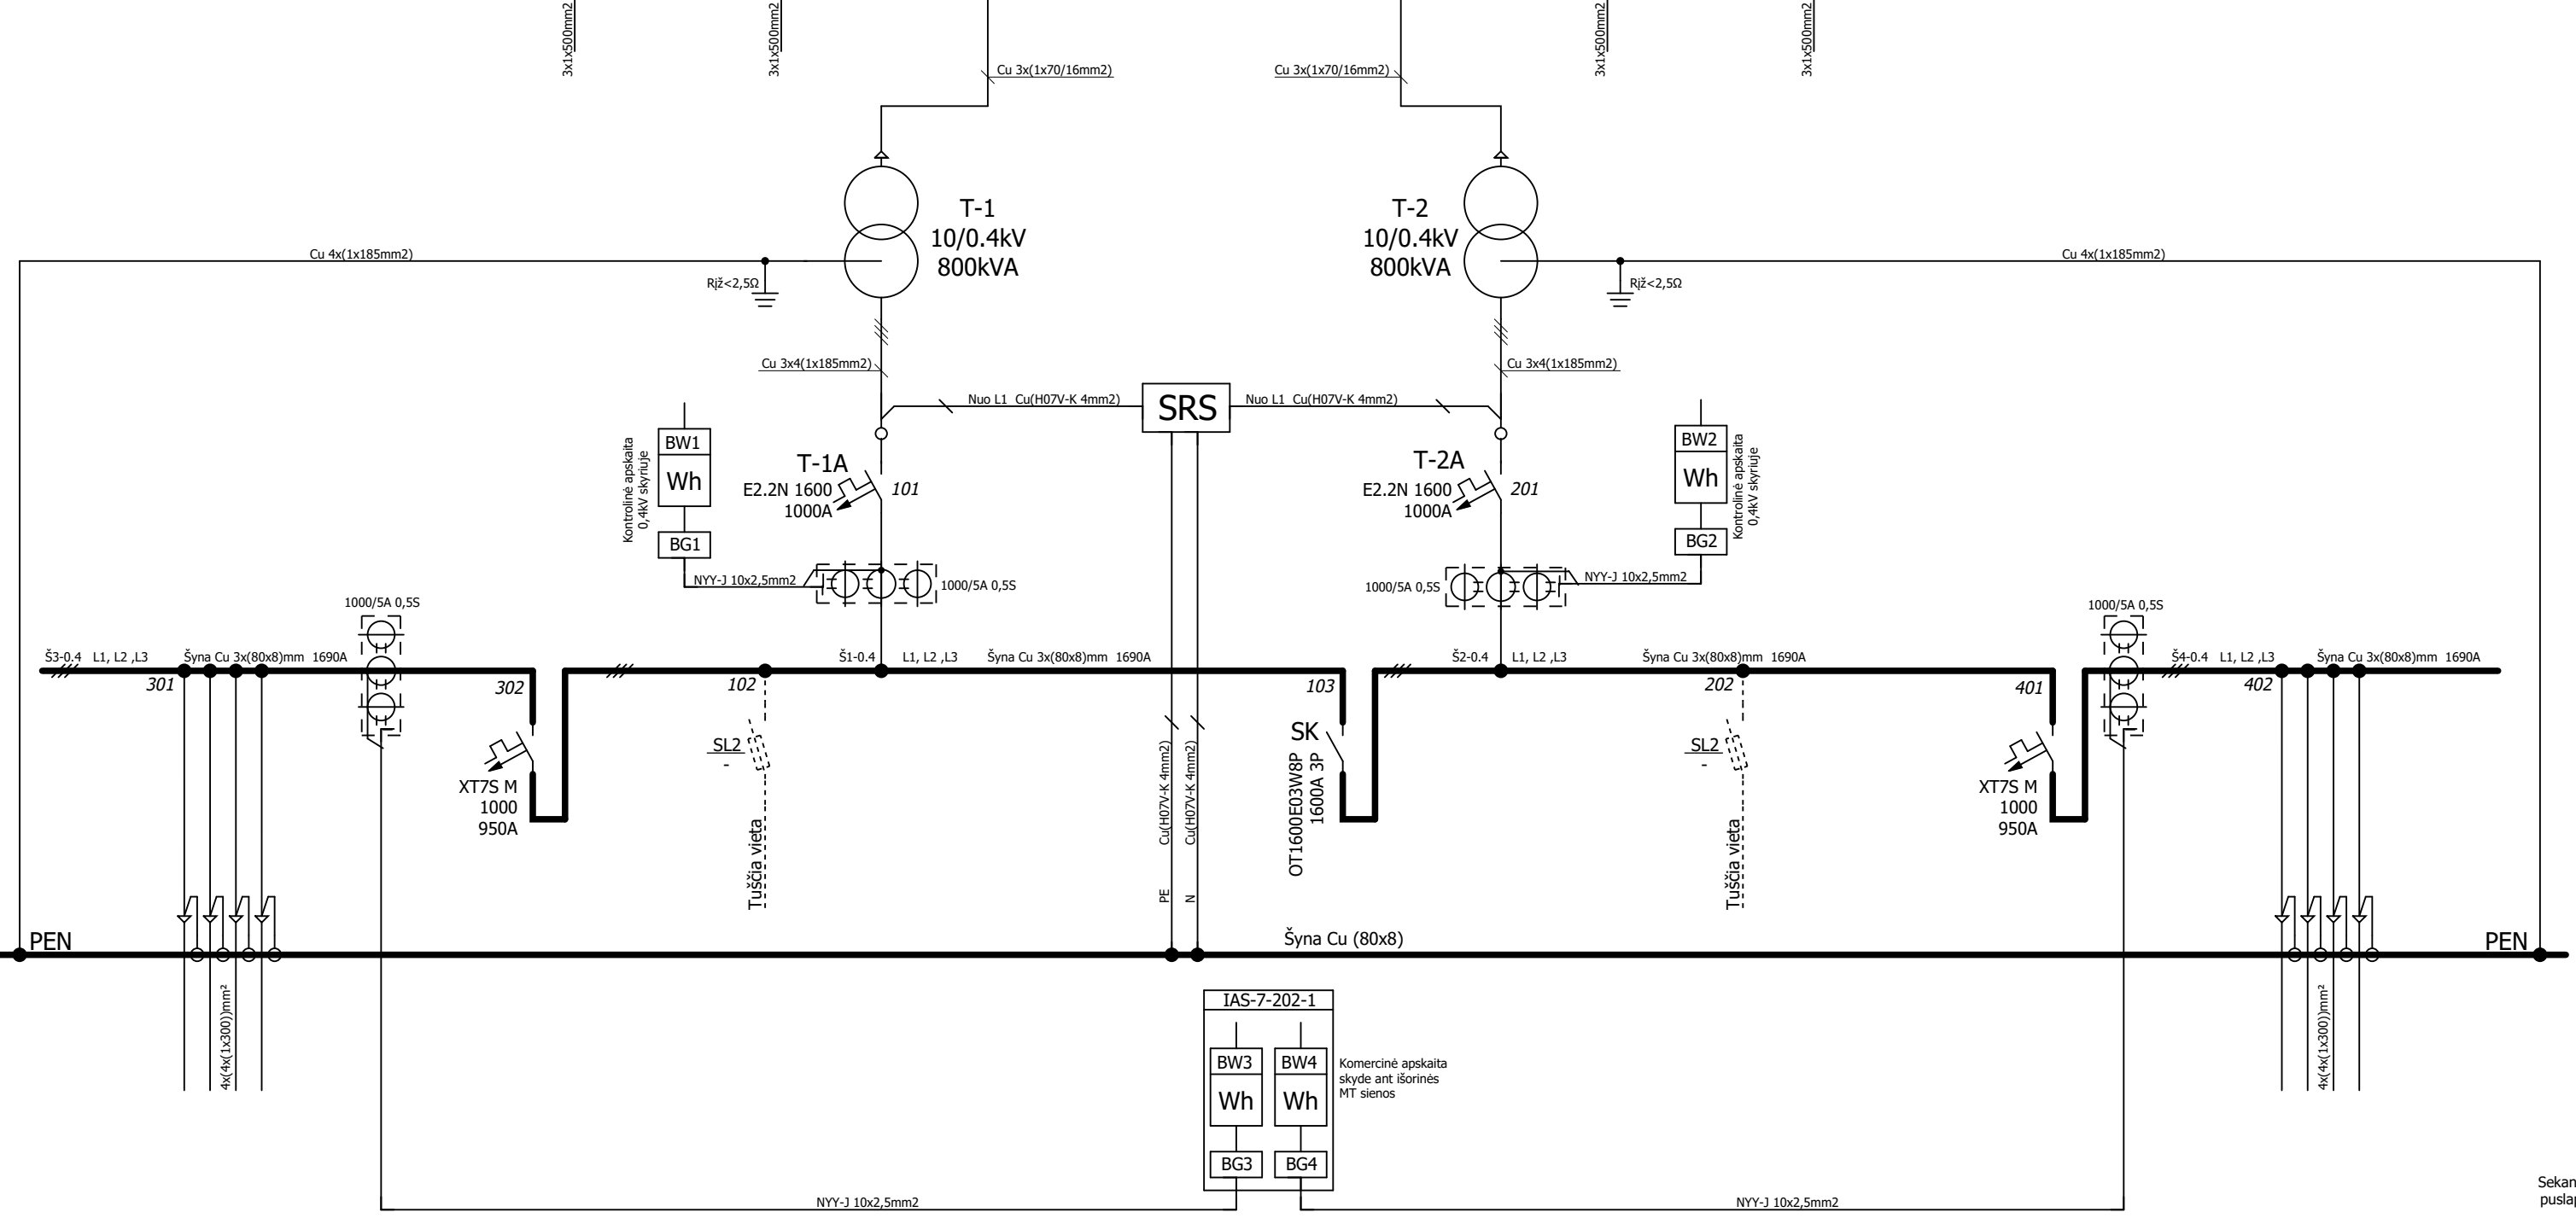 3x1x500mm2
3x1x500mm2
3x1x500mm2
3x1x500mm2
Cu 3x(1x70/16mm2)
Cu 3x(1x70/16mm2)
T-1
10/0.4kV
800kVA
T-2
10/0.4kV
800kVA
Cu 4x(1x185mm2)
Cu 4x(1x185mm2)
Rįž<2,5Ω
Rįž<2,5Ω
Cu 3x4(1x185mm2)
Cu 3x4(1x185mm2)
Nuo L1 Cu(H07V-K 4mm2)
SRS
Nuo L1 Cu(H07V-K 4mm2)
Kontrolinė apskaita
0,4kV skyriuje
BW1
Wh
BG1
T-1A
E2.2N 1600
1000A
101
T-2A
E2.2N 1600
1000A
201
BW2
Wh
BG2
Kontrolinė apskaita
0,4kV skyriuje
NYY-J 10x2,5mm2
1000/5A 0,5S
1000/5A 0,5S
NYY-J 10x2,5mm2
1000/5A 0,5S
1000/5A 0,5S
Š3-0.4 L1, L2 ,L3 Šyna Cu 3x(80x8)mm 1690A
Š1-0.4 L1, L2 ,L3 Šyna Cu 3x(80x8)mm 1690A
Š2-0.4 L1, L2 ,L3 Šyna Cu 3x(80x8)mm 1690A
Š4-0.4 L1, L2 ,L3 Šyna Cu 3x(80x8)mm 1690A
301
302
102
103
202
401
402
XT7S M
1000
950A
SL2
-
Tuščia vieta
Cu(H07V-K 4mm2)
Cu(H07V-K 4mm2)
PE
N
SK
OT1600E03W8P
1600A 3P
SL2
-
Tuščia vieta
XT7S M
1000
950A
PEN
Šyna Cu (80x8)
PEN
4x(4x(1x300))mm²
4x(4x(1x300))mm²
IAS-7-202-1
BW3
Wh
BG3
BW4
Wh
BG4
Komercinė apskaita
skyde ant išorinės
MT sienos
NYY-J 10x2,5mm2
NYY-J 10x2,5mm2
Sekan
puslap